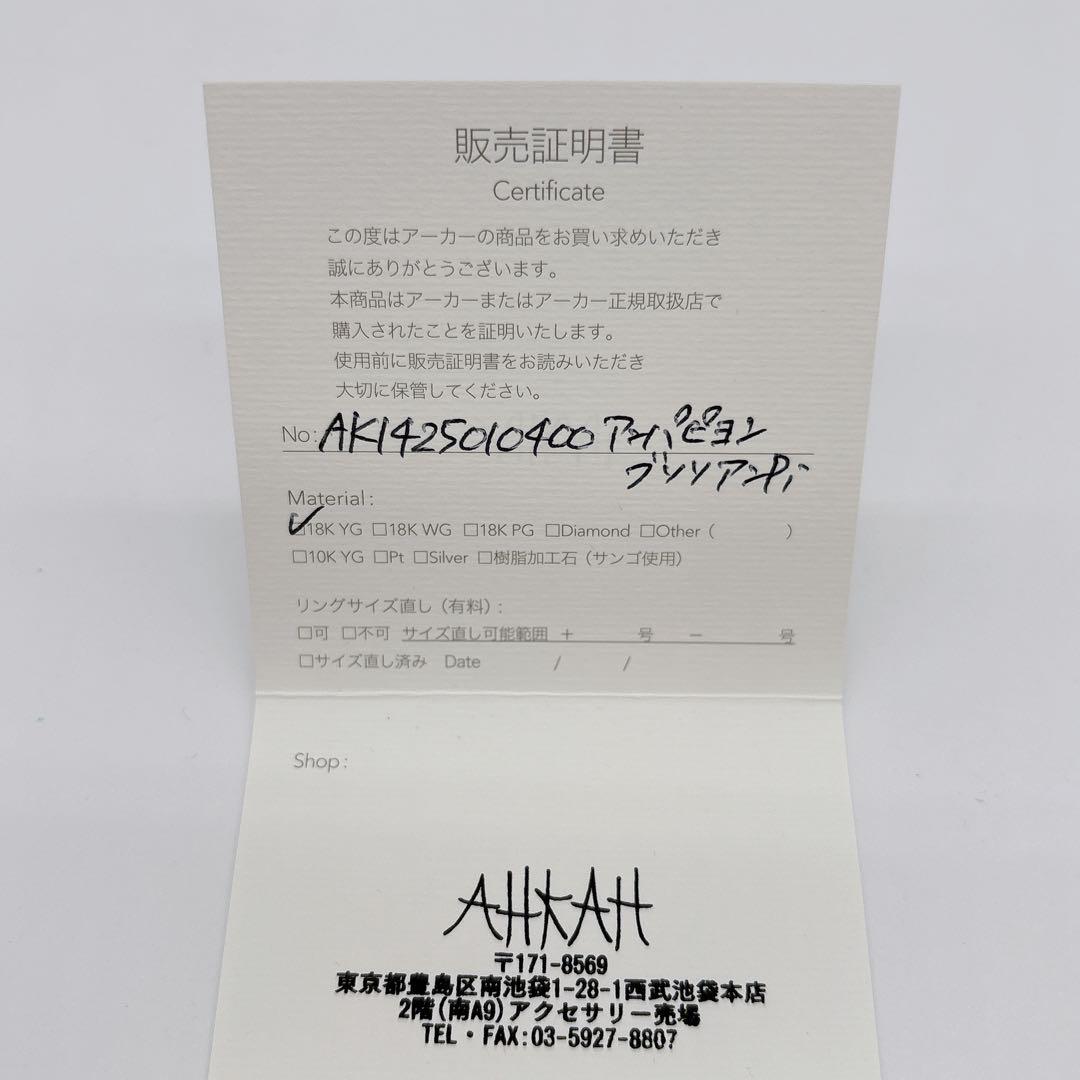 販売証明書
Certificate
この度はアーカーの商品をお買い求めいただき
誠にありがとうございます。
本商品はアーカーまたはアーカー正規取扱店で
購入されたことを証明いたします。
使用前に販売証明書をお読みいただき
大切に保管してください。
No: AK1425010400 アンパピヨン
ブリリアンPi
Material:
☑18K YG □18K WG □18K PG □Diamond □Other (　　　)
□10K YG □Pt □Silver □樹脂加工石（サンゴ使用）
リングサイズ直し（有料）:
□可 □不可 サイズ直し可能範囲 ＋　　号 −　　号
□サイズ直し済み Date　　/　　/
Shop:
AHKAH
〒171-8569
東京都豊島区南池袋1-28-1西武池袋本店
2階(南A9)アクセサリー売場
TEL・FAX:03-5927-8807